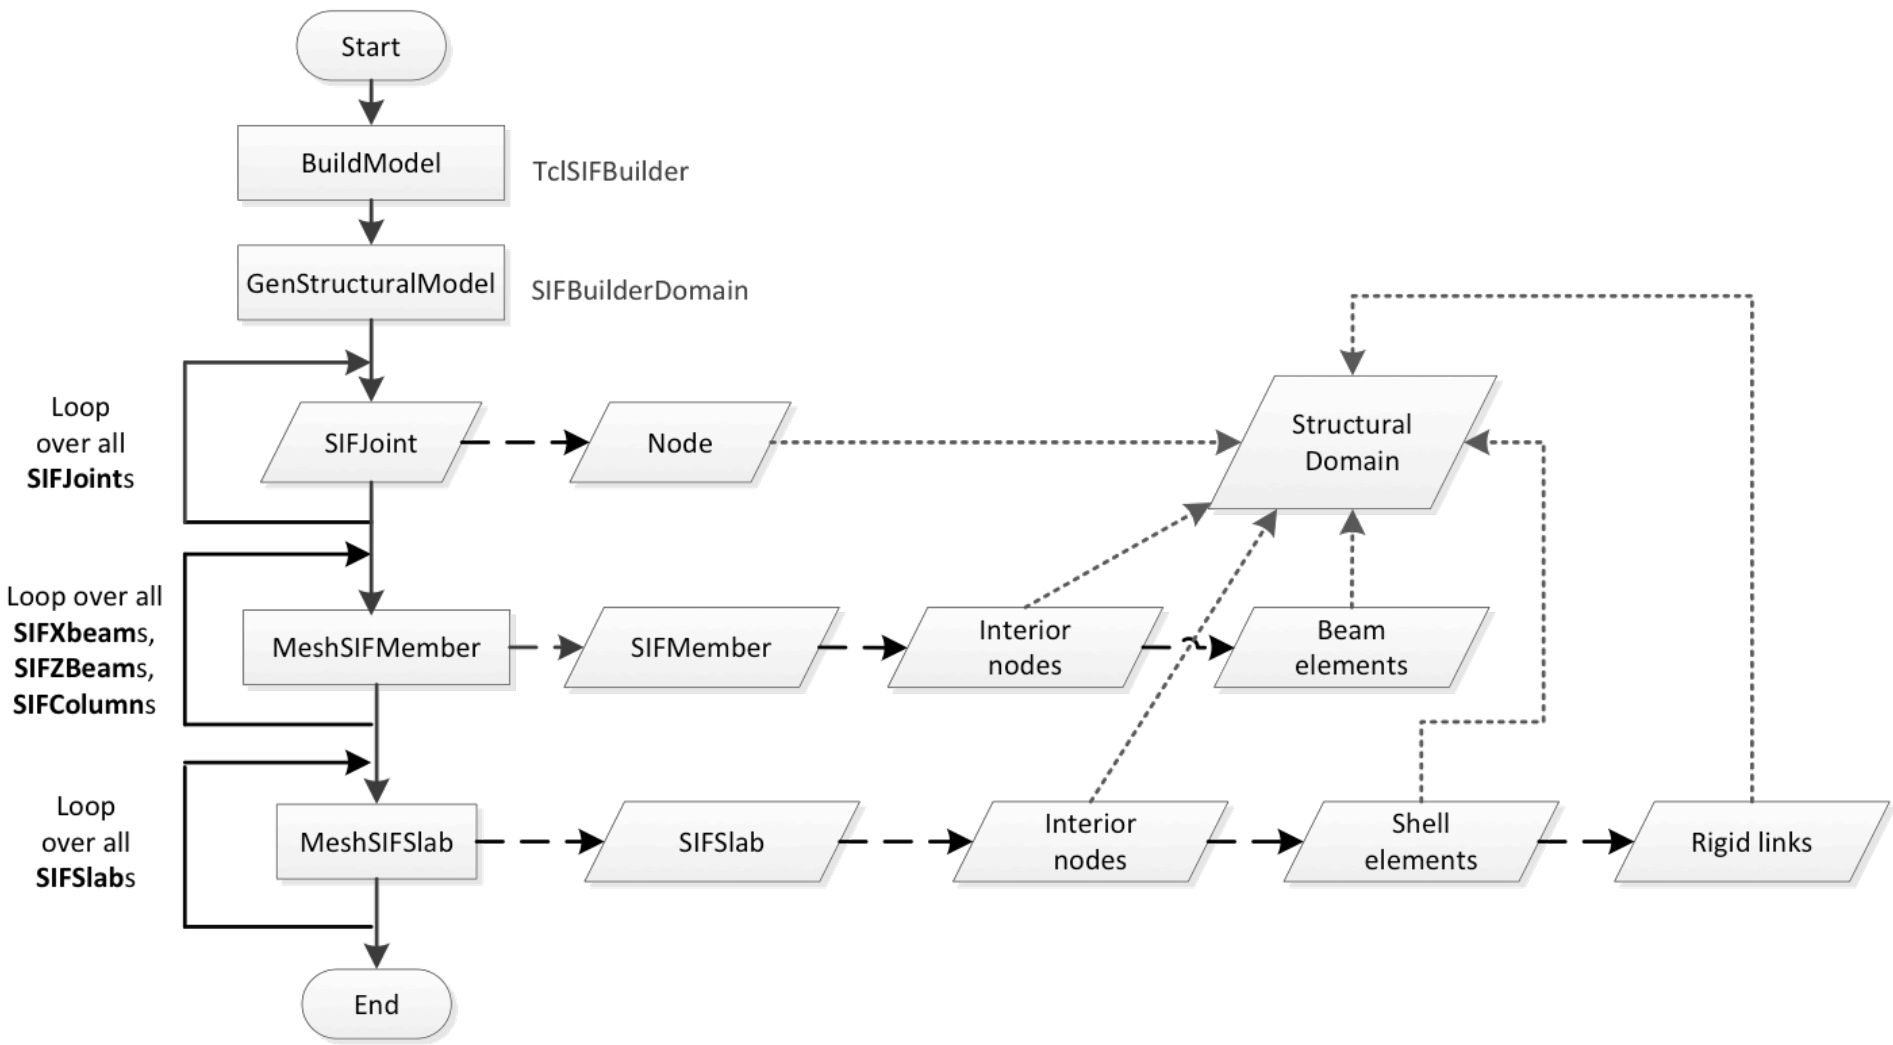 Start
BuildModel
TclSIFBuilder
GenStructuralModel
SIFBuilderDomain
Loop
over all
SIFJoints
SIFJoint
Node
Structural
Domain
Loop over all
SIFXbeams,
SIFZBeams,
SIFColumns
MeshSIFMember
SIFMember
Interior
nodes
Beam
elements
Loop
over all
SIFSlabs
MeshSIFSlab
SIFSlab
Interior
nodes
Shell
elements
Rigid links
End